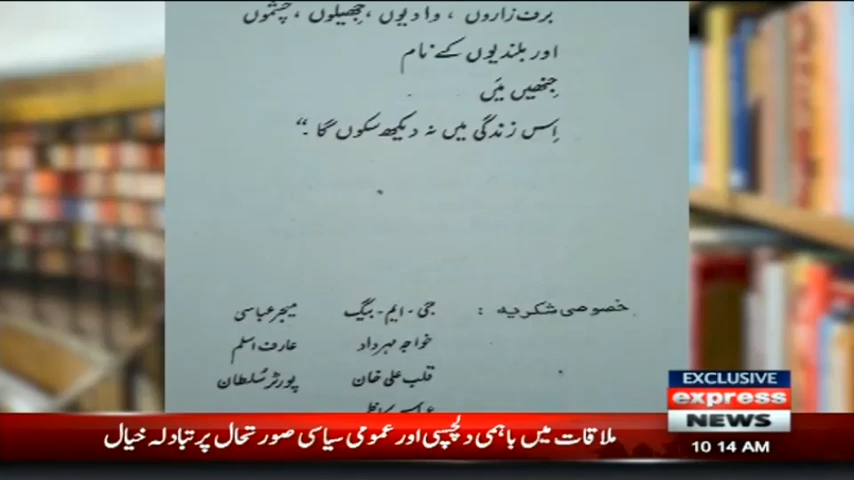 برف زاروں ، وادیوں ، جھیلوں ، چشموں
اور بلندیوں کے نام
جنھیں میَں
اِس زندگی میں نہ دیکھ سکوں گا ۔“
خصوصی شکریہ : جی - ایم - بیگ میجر عباسی
خواجہ مہرداد عارف اسلم
قلب علی خان پورٹر سُلطان
EXCLUSIVE
express
NEWS
10 14 AM
ملاقات میں باہمی دلچسپی اور عمومی سیاسی صورتحال پر تبادلہ خیال